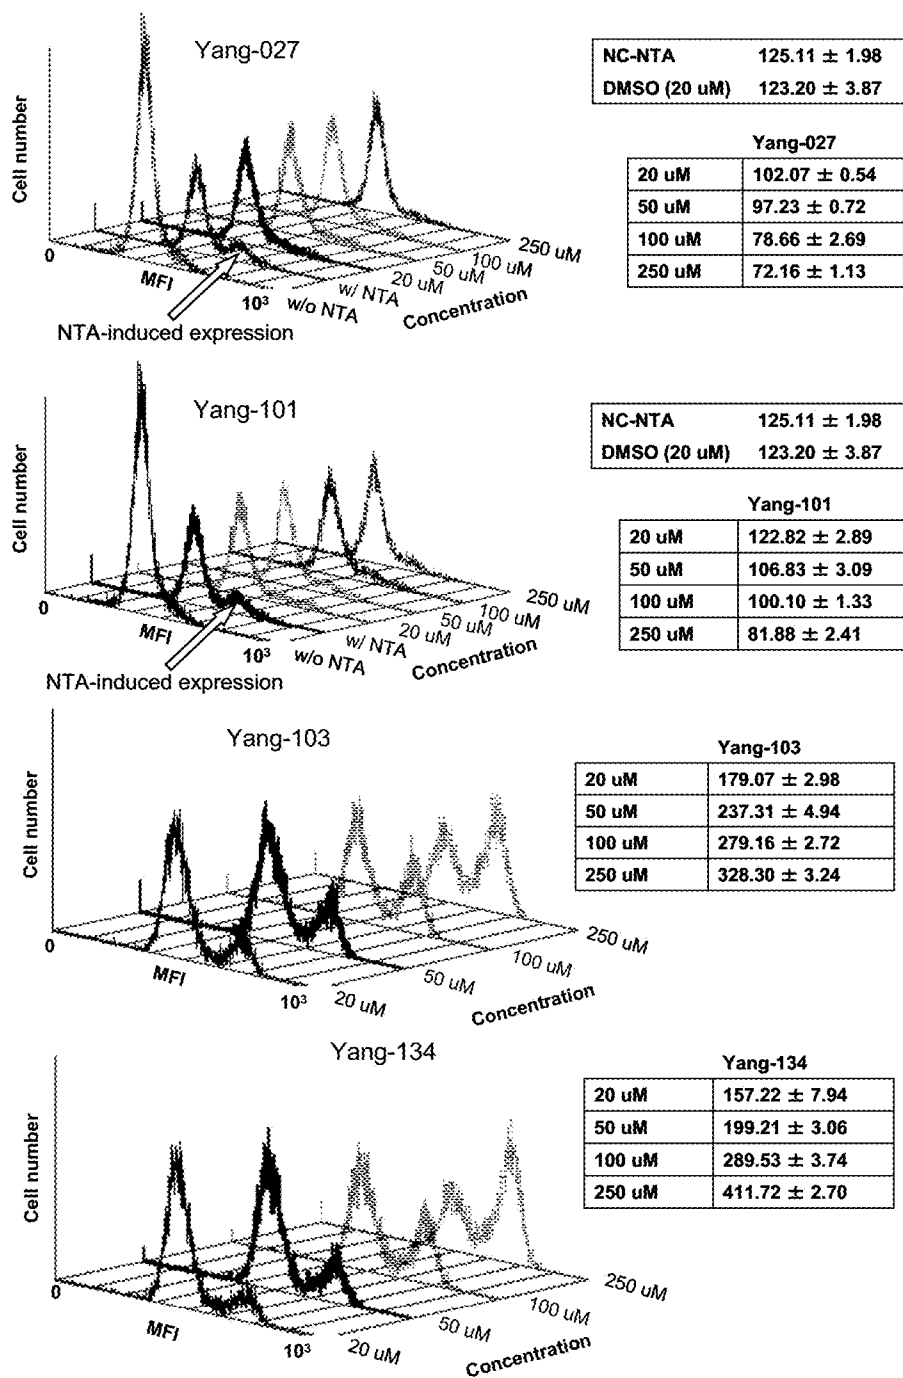 Yang-027
Cell number
0
MFI
10³
w/o NTA
w/ NTA
20 uM
50 uM
100 uM
250 uM
Concentration
NTA-induced expression
NC-NTA 125.11 ± 1.98
DMSO (20 uM) 123.20 ± 3.87
Yang-027
20 uM 102.07 ± 0.54
50 uM 97.23 ± 0.72
100 uM 78.66 ± 2.69
250 uM 72.16 ± 1.13
Yang-101
Cell number
0
MFI
10³
w/o NTA
w/ NTA
20 uM
50 uM
100 uM
250 uM
Concentration
NTA-induced expression
NC-NTA 125.11 ± 1.98
DMSO (20 uM) 123.20 ± 3.87
Yang-101
20 uM 122.82 ± 2.89
50 uM 106.83 ± 3.09
100 uM 100.10 ± 1.33
250 uM 81.88 ± 2.41
Yang-103
Cell number
0
MFI
10³
20 uM
50 uM
100 uM
250 uM
Concentration
Yang-103
20 uM 179.07 ± 2.98
50 uM 237.31 ± 4.94
100 uM 279.16 ± 2.72
250 uM 328.30 ± 3.24
Yang-134
Cell number
0
MFI
10³
20 uM
50 uM
100 uM
250 uM
Concentration
Yang-134
20 uM 157.22 ± 7.94
50 uM 199.21 ± 3.06
100 uM 289.53 ± 3.74
250 uM 411.72 ± 2.70